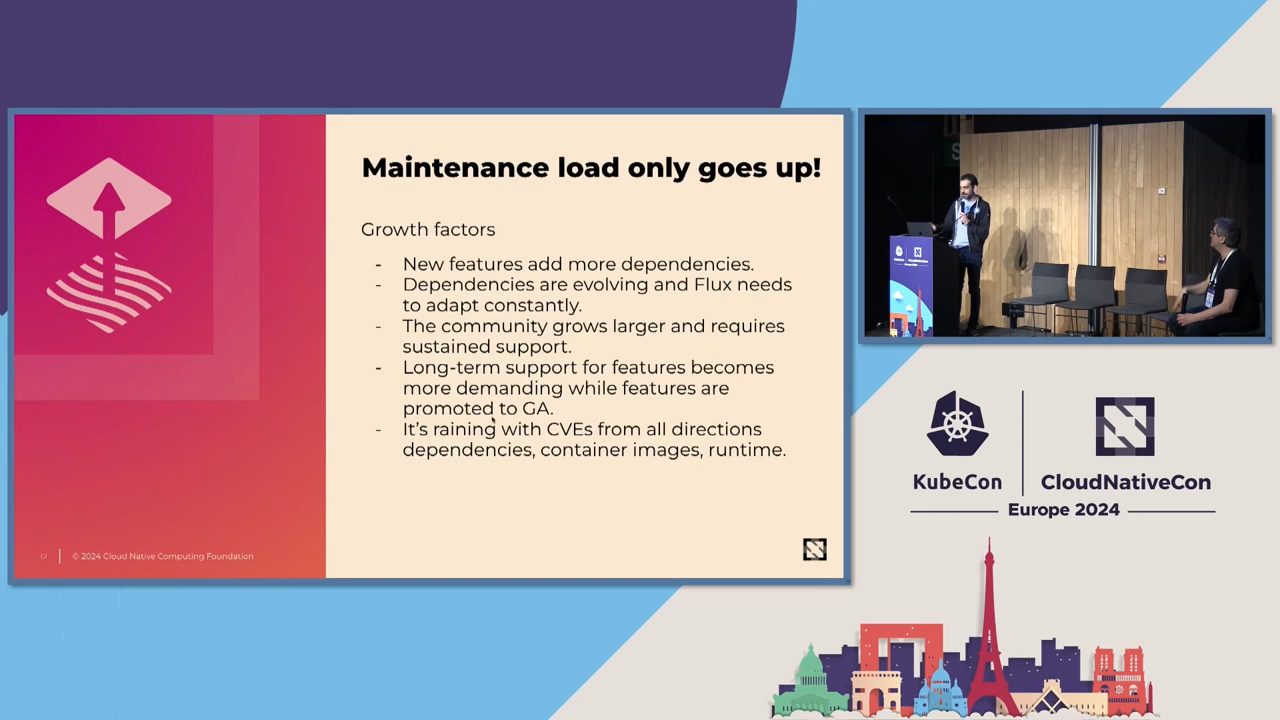 Maintenance load only goes up!
Growth factors
- New features add more dependencies.
- Dependencies are evolving and Flux needs
to adapt constantly.
- The community grows larger and requires
sustained support.
- Long-term support for features becomes
more demanding while features are
promoted to GA.
- It's raining with CVEs from all directions
dependencies, container images, runtime.
© 2024 Cloud Native Computing Foundation
KubeCon
CloudNativeCon
Europe 2024